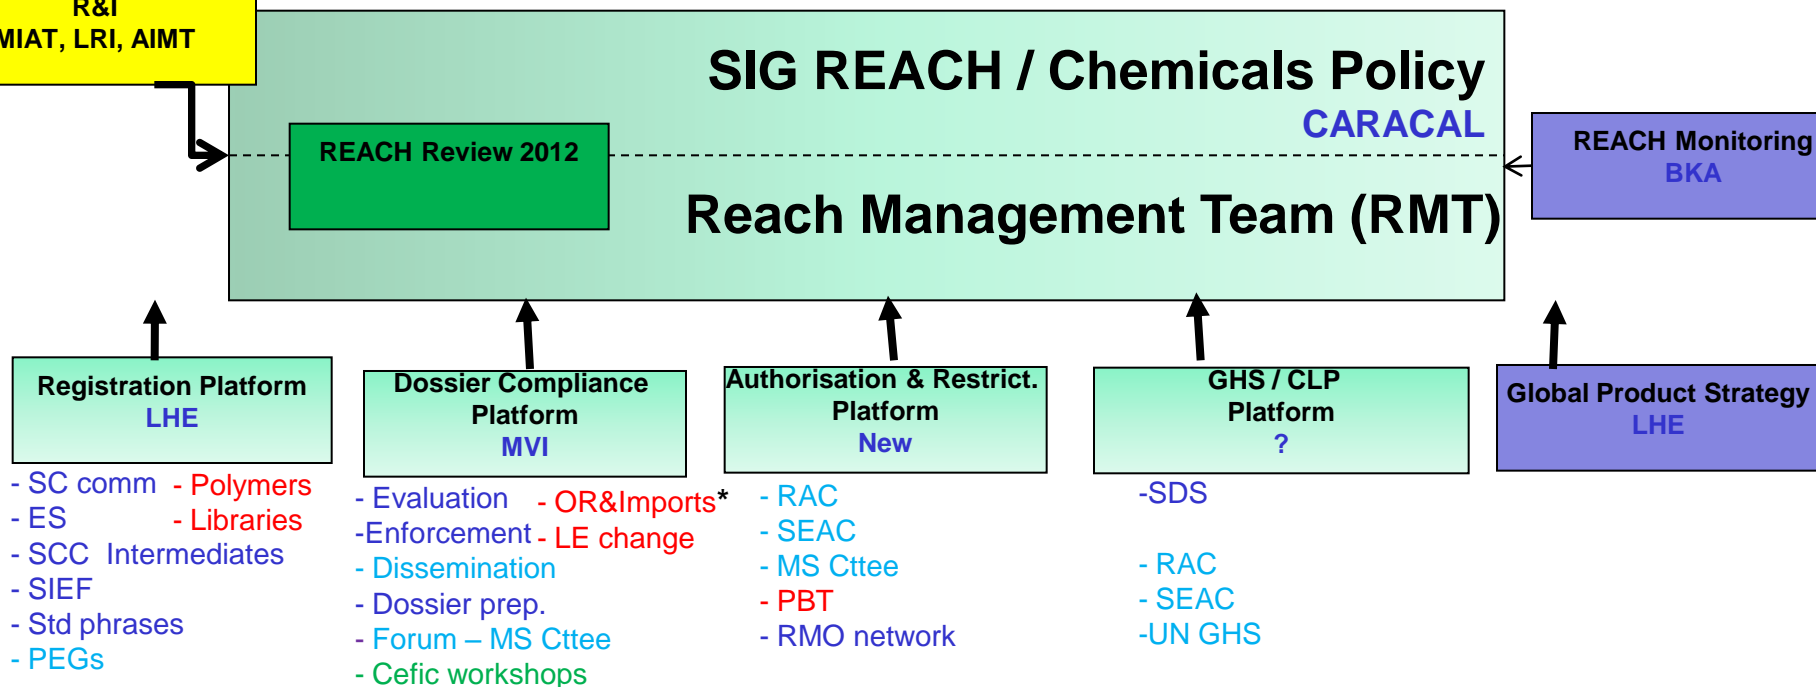 R&I
MIAT, LRI, AIMT
SIG REACH / Chemicals Policy
CARACAL
REACH Review 2012
Reach Management Team (RMT)
REACH Monitoring
BKA
Registration Platform
LHE
- SC comm
- ES
- SCC  Intermediates
- SIEF
- Std phrases
- PEGs
- Polymers
- Libraries
Dossier Compliance
Platform
MVI
- Evaluation
-Enforcement
- Dissemination
- Dossier prep.
- Forum – MS Cttee
- Cefic workshops
- OR&Imports*
- LE change
Authorisation & Restrict.
Platform
New
- RAC
- SEAC
- MS Cttee
- PBT
- RMO network
GHS / CLP
Platform
?
-SDS
- RAC
- SEAC
-UN GHS
Global Product Strategy
LHE